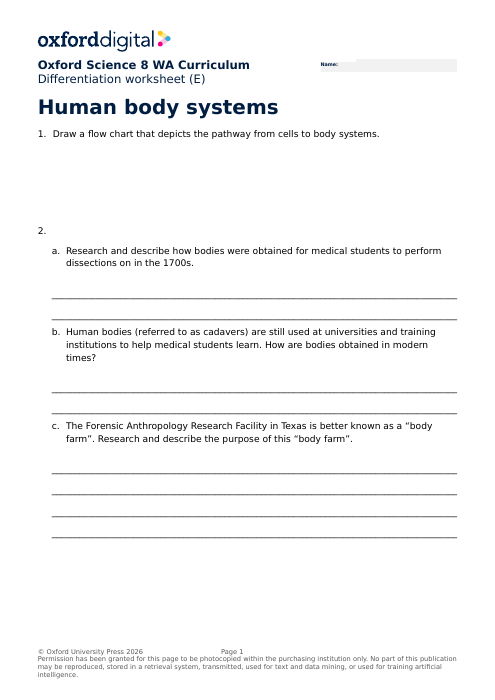 oxforddigital
Oxford Science 8 WA Curriculum
Name:
Differentiation worksheet (E)
Human body systems
1. Draw a flow chart that depicts the pathway from cells to body systems.
2.
a. Research and describe how bodies were obtained for medical students to perform
dissections on in the 1700s.
b. Human bodies (referred to as cadavers) are still used at universities and training
institutions to help medical students learn. How are bodies obtained in modern
times?
c. The Forensic Anthropology Research Facility in Texas is better known as a “body
farm”. Research and describe the purpose of this “body farm”.
© Oxford University Press 2026 Page 1
Permission has been granted for this page to be photocopied within the purchasing institution only. No part of this publication
may be reproduced, stored in a retrieval system, transmitted, used for text and data mining, or used for training artificial
intelligence.